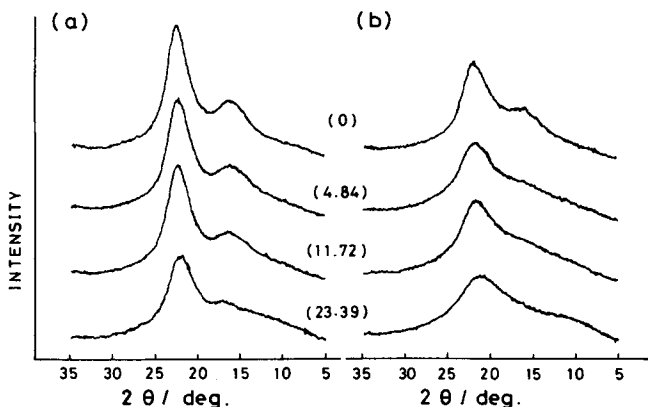 (a)
(b)
(0)
(4.84)
(11.72)
(23.39)
INTENSITY
35 30 25 20 15 10 5
35 30 25 20 15 10 5
2 θ / deg.
2 θ / deg.